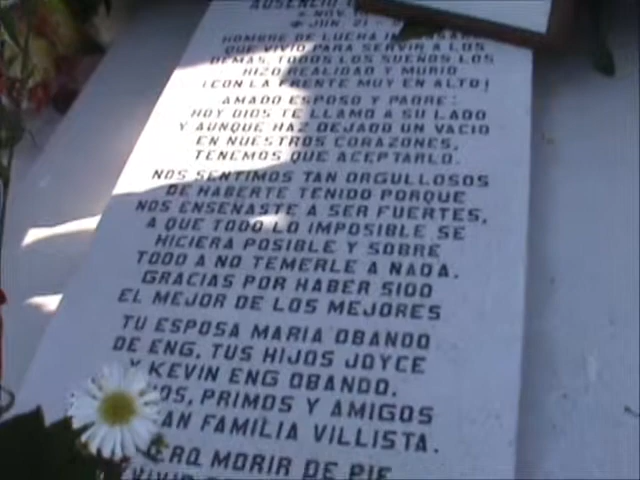 AUSENCIO
* NOV.
✟ JUN. 21
HOMBRE DE LUCHA
QUE VIVIO PARA SERVIR A LOS
DEMAS, TODOS LOS SUEÑOS LOS
HIZO REALIDAD Y MURIO
¡CON LA FRENTE MUY EN ALTO!
AMADO ESPOSO Y PADRE:
HOY DIOS TE LLAMO A SU LADO
Y AUNQUE HAZ DEJADO UN VACIO
EN NUESTROS CORAZONES,
TENEMOS QUE ACEPTARLO.
NOS SENTIMOS TAN ORGULLOSOS
DE HABERTE TENIDO PORQUE
NOS ENSEÑASTE A SER FUERTES,
A QUE TODO LO IMPOSIBLE SE
HICIERA POSIBLE Y SOBRE
TODO A NO TEMERLE A NADA.
GRACIAS POR HABER SIDO
EL MEJOR DE LOS MEJORES
TU ESPOSA MARIA OBANDO
DE ENG, TUS HIJOS JOYCE
Y KEVIN ENG OBANDO,
PRIMOS Y AMIGOS
FAMILIA VILLISTA.
MORIR DE PIE